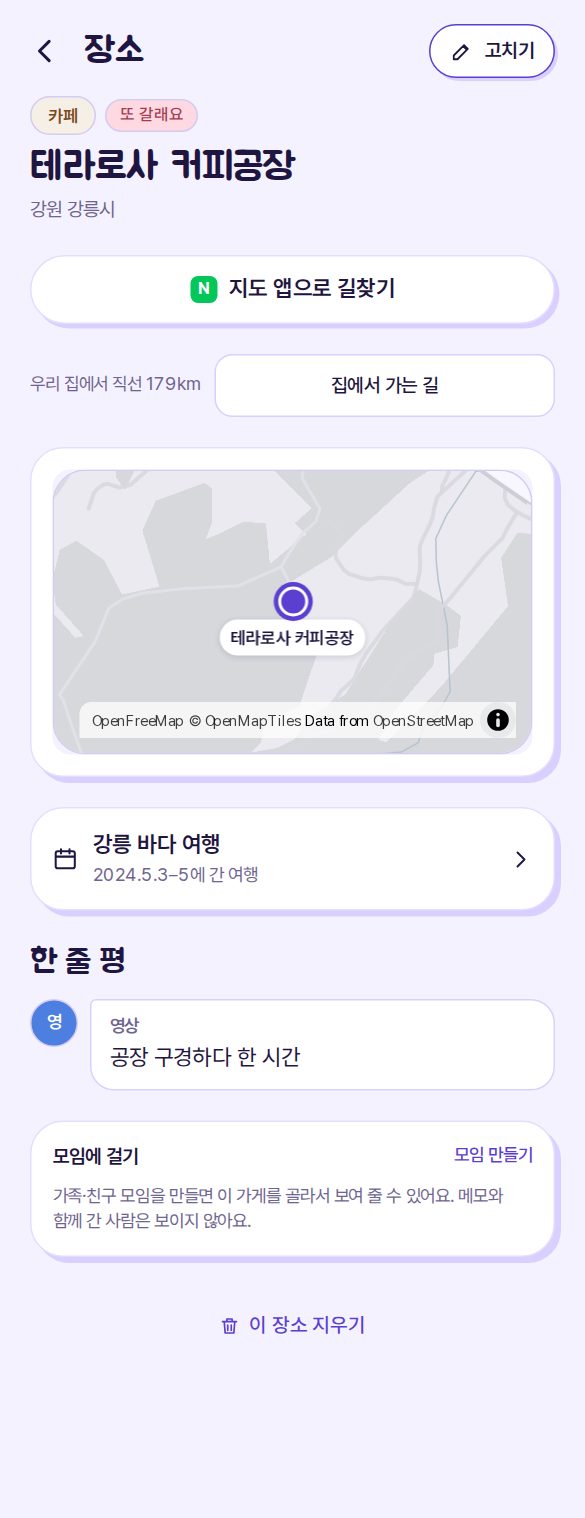 장소
고치기
카페
또 갈래요
테라로사 커피공장
강원 강릉시
N 지도 앱으로 길찾기
우리 집에서 직선 179km
집에서 가는 길
테라로사 커피공장
OpenFreeMap © OpenMapTiles Data from OpenStreetMap
강릉 바다 여행
2024.5.3–5에 간 여행
한 줄 평
영
영상
공장 구경하다 한 시간
모임에 걸기
모임 만들기
가족·친구 모임을 만들면 이 가게를 골라서 보여 줄 수 있어요. 메모와
함께 간 사람은 보이지 않아요.
이 장소 지우기